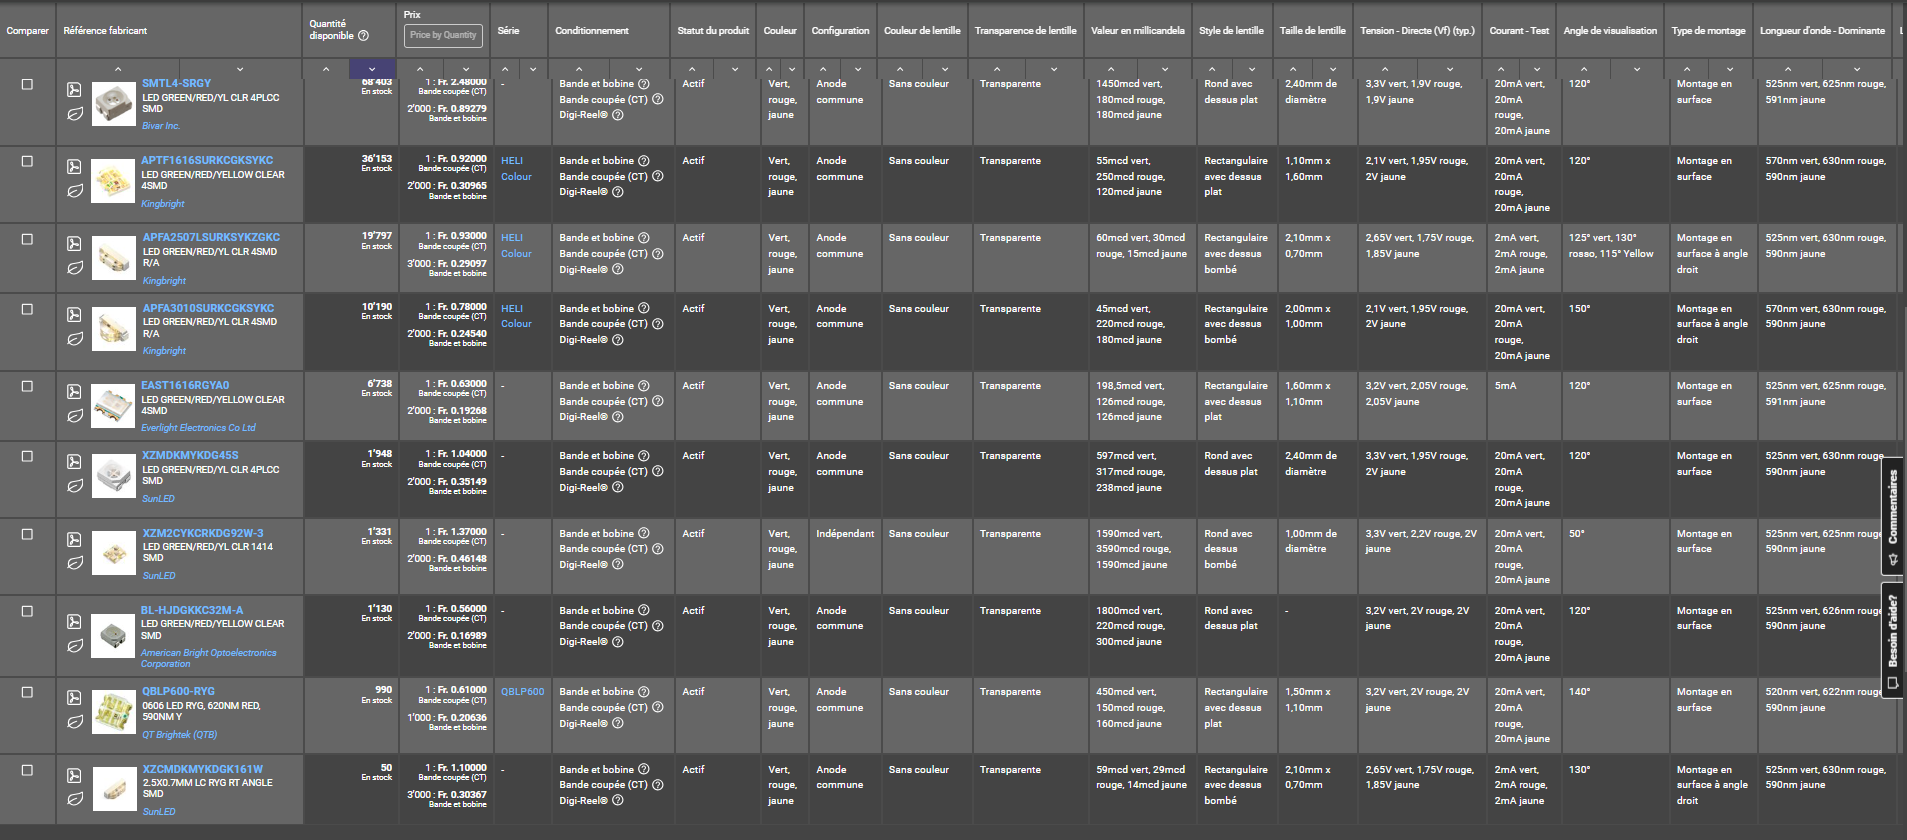 Comparer
Référence fabricant
Quantité
disponible
Prix
Price by Quantity
Série
Conditionnement
Statut du produit
Couleur
Configuration
Couleur de lentille
Transparence de lentille
Valeur en millicandela
Style de lentille
Taille de lentille
Tension - Directe (Vf) (typ.)
Courant - Test
Angle de visualisation
Type de montage
Longueur d'onde - Dominante
L
SMTL4-SRGY
LED GREEN/RED/YL CLR 4PLCC
SMD
Bivar Inc.
68'403
En stock
1 : Fr. 2.48000
Bande coupée (CT)
2'000 : Fr. 0.89279
Bande et bobine
-
Bande et bobine
Bande coupée (CT)
Digi-Reel®
Actif
Vert,
rouge,
jaune
Anode
commune
Sans couleur
Transparente
1450mcd vert,
180mcd rouge,
180mcd jaune
Rond avec
dessus plat
2,40mm de
diamètre
3,3V vert, 1,9V rouge,
1,9V jaune
20mA vert,
20mA
rouge,
20mA jaune
120°
Montage en
surface
525nm vert, 625nm rouge,
591nm jaune
APTF1616SURKCGKSYKC
LED GREEN/RED/YELLOW CLEAR
4SMD
Kingbright
36'153
En stock
1 : Fr. 0.92000
Bande coupée (CT)
2'000 : Fr. 0.30965
Bande et bobine
HELI
Colour
Bande et bobine
Bande coupée (CT)
Digi-Reel®
Actif
Vert,
rouge,
jaune
Anode
commune
Sans couleur
Transparente
55mcd vert,
250mcd rouge,
120mcd jaune
Rectangulaire
avec dessus
plat
1,10mm x
1,60mm
2,1V vert, 1,95V rouge,
2V jaune
20mA vert,
20mA
rouge,
20mA jaune
120°
Montage en
surface
570nm vert, 630nm rouge,
590nm jaune
APFA2507LSURKSYKZGKC
LED GREEN/RED/YL CLEAR 4SMD
R/A
Kingbright
19'797
En stock
1 : Fr. 0.93000
Bande coupée (CT)
3'000 : Fr. 0.29097
Bande et bobine
HELI
Colour
Bande et bobine
Bande coupée (CT)
Digi-Reel®
Actif
Vert,
rouge,
jaune
Anode
commune
Sans couleur
Transparente
60mcd vert, 30mcd
rouge, 15mcd jaune
Rectangulaire
avec dessus
bombé
2,10mm x
0,70mm
2,65V vert, 1,75V rouge,
1,85V jaune
2mA vert,
2mA rouge,
2mA jaune
125° vert, 130°
rosso, 115° Yellow
Montage en
surface à angle
droit
525nm vert, 630nm rouge,
590nm jaune
APFA3010SURKCGKSYKC
LED GREEN/RED/YL CLR 4SMD
R/A
Kingbright
10'190
En stock
1 : Fr. 0.78000
Bande coupée (CT)
2'000 : Fr. 0.24540
Bande et bobine
HELI
Colour
Bande et bobine
Bande coupée (CT)
Digi-Reel®
Actif
Vert,
rouge,
jaune
Anode
commune
Sans couleur
Transparente
45mcd vert,
220mcd rouge,
180mcd jaune
Rectangulaire
avec dessus
bombé
2,00mm x
1,00mm
2,1V vert, 1,95V rouge,
2V jaune
20mA vert,
20mA
rouge,
20mA jaune
150°
Montage en
surface à angle
droit
570nm vert, 630nm rouge,
590nm jaune
EAST1616RGYA0
LED GREEN/RED/YELLOW CLEAR
4SMD
Everlight Electronics Co Ltd
6'738
En stock
1 : Fr. 0.63000
Bande coupée (CT)
2'000 : Fr. 0.19268
Bande et bobine
-
Bande et bobine
Bande coupée (CT)
Digi-Reel®
Actif
Vert,
rouge,
jaune
Anode
commune
Sans couleur
Transparente
198,5mcd vert,
126mcd rouge,
126mcd jaune
Rectangulaire
avec dessus
plat
1,60mm x
1,10mm
3,2V vert, 2,05V rouge,
2,05V jaune
5mA
120°
Montage en
surface
525nm vert, 625nm rouge,
591nm jaune
XZMDKMYKDG45S
LED GREEN/RED/YL CLR 4PLCC
SMD
SunLED
1'948
En stock
1 : Fr. 1.04000
Bande coupée (CT)
2'000 : Fr. 0.35149
Bande et bobine
-
Bande et bobine
Bande coupée (CT)
Digi-Reel®
Actif
Vert,
rouge,
jaune
Anode
commune
Sans couleur
Transparente
597mcd vert,
317mcd rouge,
238mcd jaune
Rond avec
dessus plat
2,40mm de
diamètre
3,3V vert, 1,95V rouge,
2V jaune
20mA vert,
20mA
rouge,
20mA jaune
120°
Montage en
surface
525nm vert, 630nm rouge,
590nm jaune
XZM2CYKCRKDG92W-3
LED GREEN/RED/YL CLR 1414
SMD
SunLED
1'331
En stock
1 : Fr. 1.37000
Bande coupée (CT)
2'000 : Fr. 0.46148
Bande et bobine
-
Bande et bobine
Bande coupée (CT)
Digi-Reel®
Actif
Vert,
rouge,
jaune
Indépendant
Sans couleur
Transparente
1590mcd vert,
3590mcd rouge,
1590mcd jaune
Rond avec
dessus
bombé
1,00mm de
diamètre
3,3V vert, 2,2V rouge, 2V
jaune
20mA vert,
20mA
rouge,
20mA jaune
50°
Montage en
surface
525nm vert, 625nm rouge,
590nm jaune
BL-HJDGKKC32M-A
LED GREEN/RED/YELLOW CLEAR
SMD
American Bright Optoelectronics
Corporation
1'130
En stock
1 : Fr. 0.56000
Bande coupée (CT)
2'000 : Fr. 0.16989
Bande et bobine
-
Bande et bobine
Bande coupée (CT)
Digi-Reel®
Actif
Vert,
rouge,
jaune
Anode
commune
Sans couleur
Transparente
1800mcd vert,
220mcd rouge,
300mcd jaune
Rond avec
dessus plat
-
3,2V vert, 2V rouge, 2V
jaune
20mA vert,
20mA
rouge,
20mA jaune
120°
Montage en
surface
525nm vert, 626nm rouge,
590nm jaune
QBLP600-RYG
0606 LED RYG, 620NM RED,
590NM Y
QT Brightek (QTB)
990
En stock
1 : Fr. 0.61000
Bande coupée (CT)
1'000 : Fr. 0.20636
Bande et bobine
QBLP600
Bande et bobine
Bande coupée (CT)
Digi-Reel®
Actif
Vert,
rouge,
jaune
Anode
commune
Sans couleur
Transparente
450mcd vert,
150mcd rouge,
160mcd jaune
Rectangulaire
avec dessus
plat
1,50mm x
1,10mm
3,2V vert, 2V rouge, 2V
jaune
20mA vert,
20mA
rouge,
20mA jaune
140°
Montage en
surface
520nm vert, 622nm rouge,
590nm jaune
XZCMDKMYKDGK161W
2.5X0.7MM LC RYG RT ANGLE
SMD
SunLED
50
En stock
1 : Fr. 1.10000
Bande coupée (CT)
3'000 : Fr. 0.30367
Bande et bobine
-
Bande et bobine
Bande coupée (CT)
Digi-Reel®
Actif
Vert,
rouge,
jaune
Anode
commune
Sans couleur
Transparente
59mcd vert, 29mcd
rouge, 14mcd jaune
Rectangulaire
avec dessus
bombé
2,10mm x
0,70mm
2,65V vert, 1,75V rouge,
1,85V jaune
2mA vert,
2mA rouge,
2mA jaune
130°
Montage en
surface à angle
droit
525nm vert, 630nm rouge,
590nm jaune
Commentaires
Besoin d'aide?